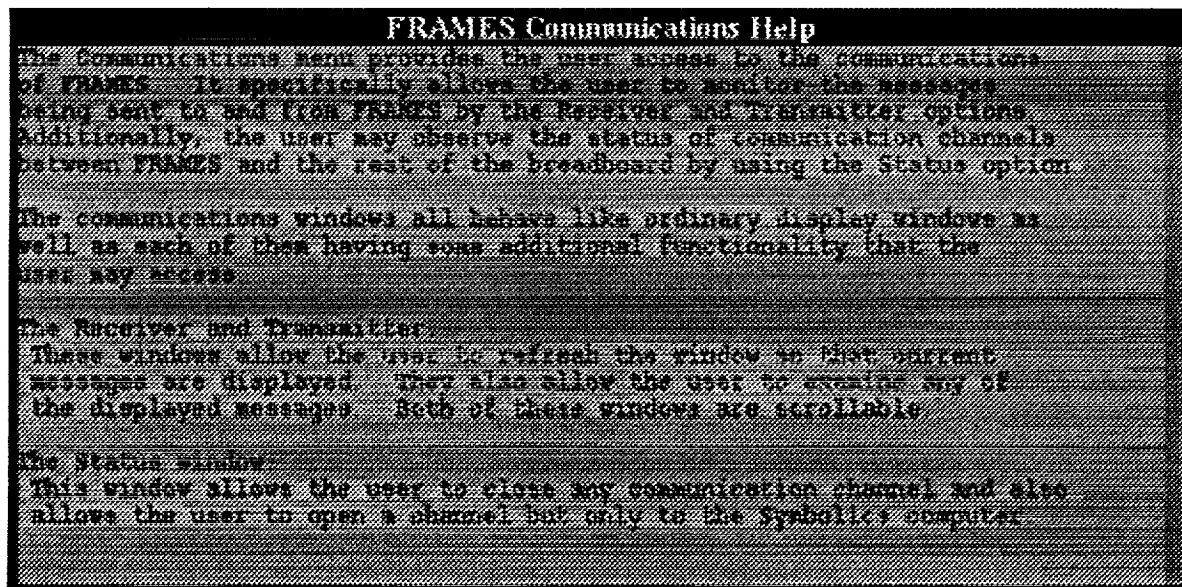 FRAMES Communications Help
The Communications menu provides the user access to the communications
of FRAMES. It specifically allows the user to monitor the messages
being sent to and from FRAMES by the Receiver and Transmitter options.
Additionally, the user may observe the status of communication channels
between FRAMES and the rest of the breadboard by using the Status option.
The communications windows all behave like ordinary display windows as
well as each of them having some additional functionality that the
user may access.
The Receiver and Transmitter:
These windows allow the user to refresh the window so that current
messages are displayed. They also allow the user to examine any of
the displayed messages. Both of these windows are scrollable.
The Status window:
This window allows the user to close any communication channel and also
allows the user to open a channel but only to the Symbolics computer.